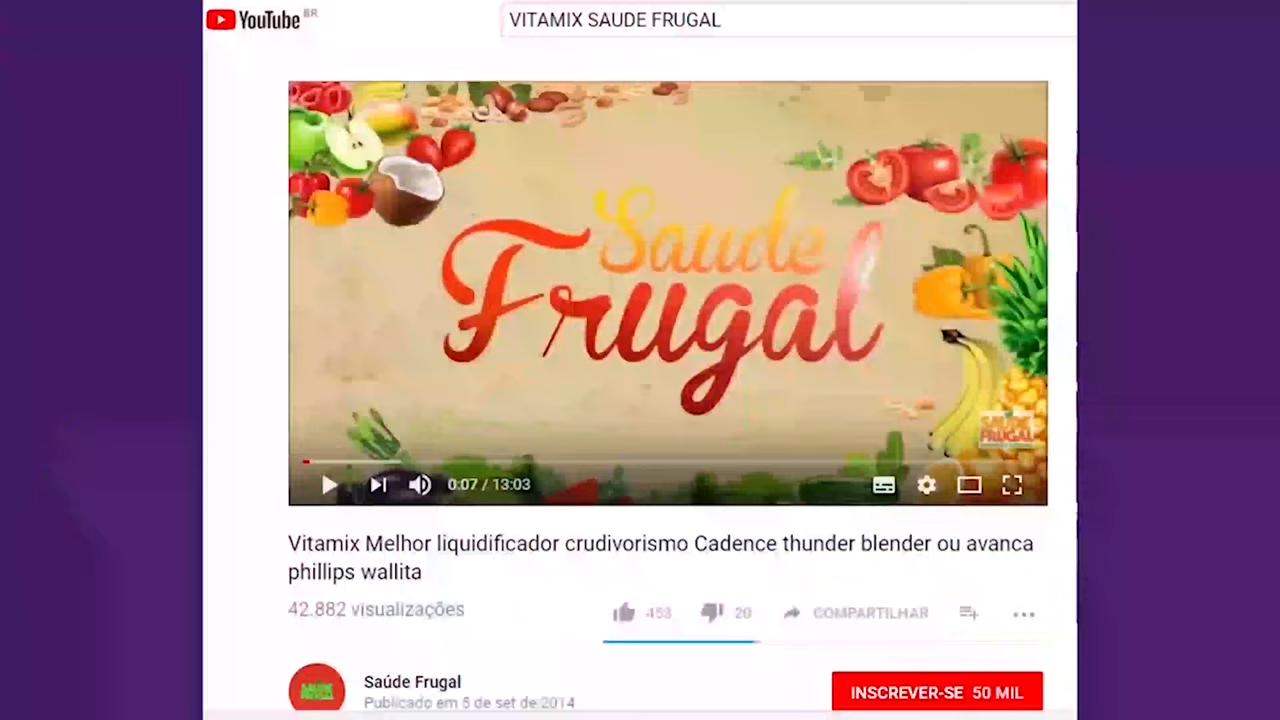 YouTube BR
VITAMIX SAUDE FRUGAL
Saude
Frugal
SAÚDE
FRUGAL
0:07 / 13:03
Vitamix Melhor liquidificador crudivorismo Cadence thunder blender ou avanca
phillips wallita
42.882 visualizações
453 20 COMPARTILHAR
Saúde Frugal
INSCREVER-SE 50 MIL
Publicado em 5 de set de 2014